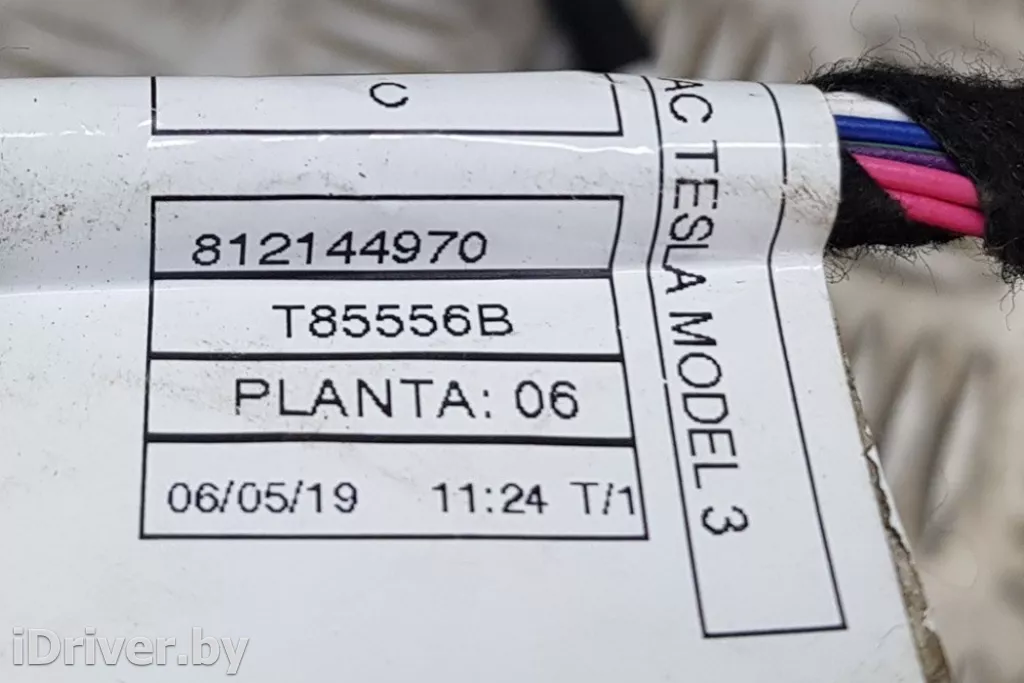 C
812144970
T85556B
PLANTA: 06
06/05/19 11:24 T/1
AC TESLA MODEL 3
iDriver.by